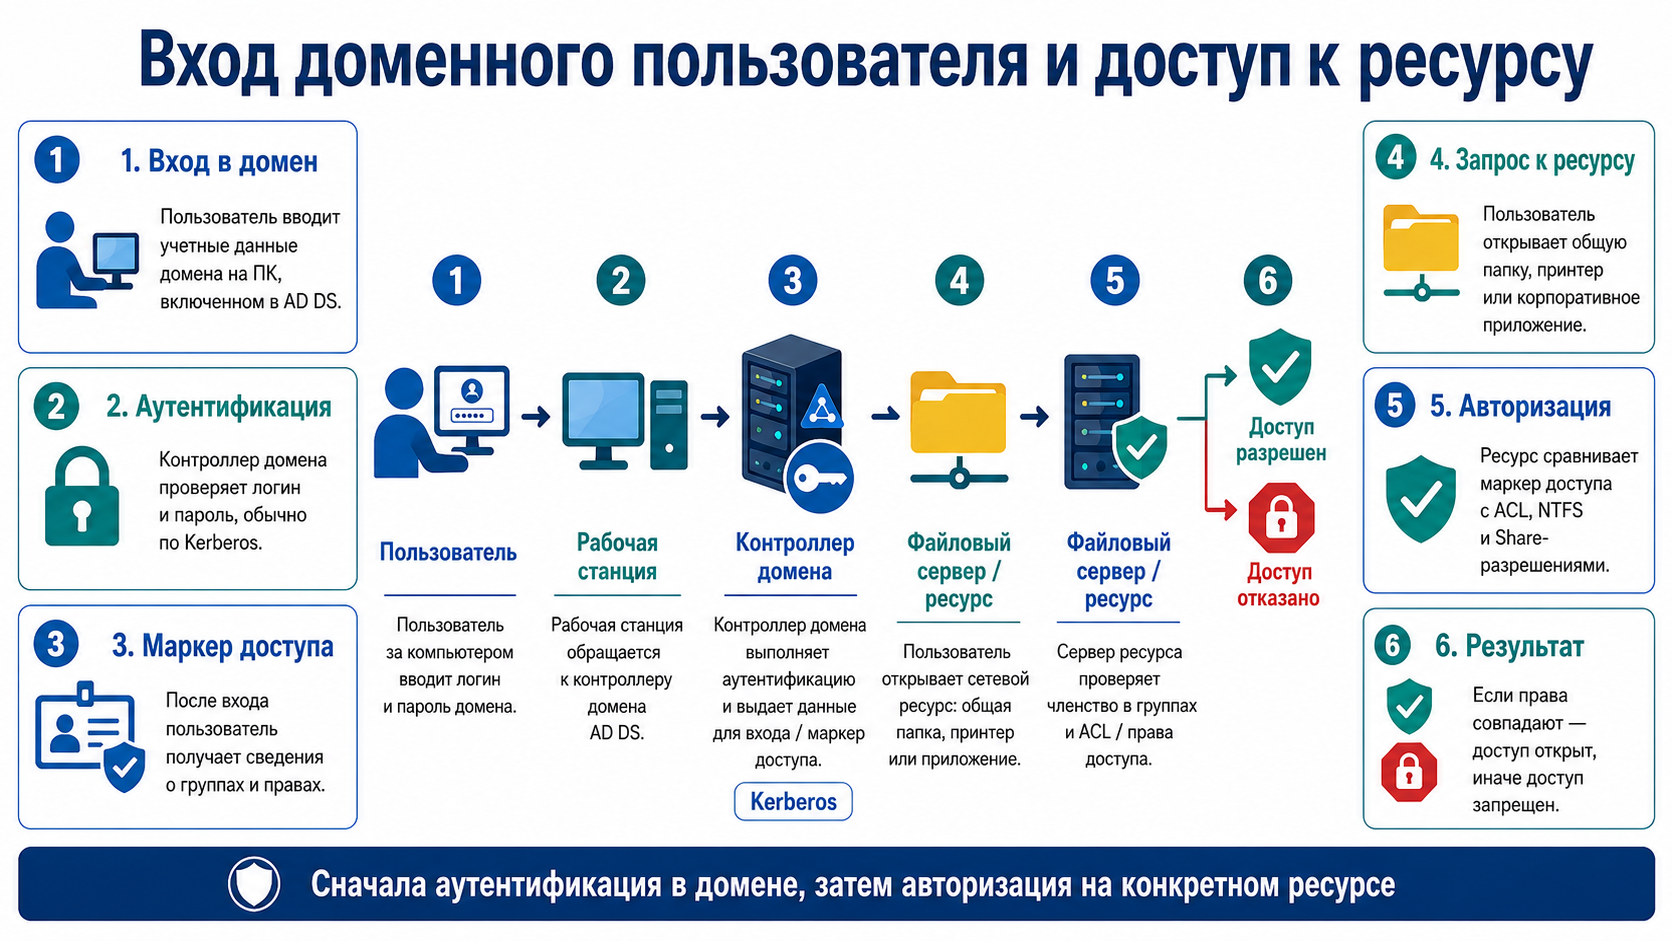 Вход доменного пользователя и доступ к ресурсу
1
1. Вход в домен
Пользователь вводит
учетные данные
домена на ПК,
включенном в AD DS.
2
2. Аутентификация
Контроллер домена
проверяет логин
и пароль, обычно
по Kerberos.
3
3. Маркер доступа
После входа
пользователь
получает сведения
о группах и правах.
1
Пользователь
Пользователь
за компьютером
вводит логин
и пароль домена.
2
Рабочая
станция
Рабочая станция
обращается
к контроллеру
домена
AD DS.
3
Контроллер
домена
Контроллер домена
выполняет
аутентификацию
и выдает данные
для входа / маркер
доступа.
Kerberos
4
Файловый
сервер /
ресурс
Пользователь
открывает сетевой
ресурс: общая
папка, принтер
или приложение.
5
Файловый
сервер /
ресурс
Сервер ресурса
проверяет
членство в группах
и ACL / права
доступа.
6
Доступ
разрешен
Доступ
отказано
4
4. Запрос к ресурсу
Пользователь
открывает общую
папку, принтер
или корпоративное
приложение.
5
5. Авторизация
Ресурс сравнивает
маркер доступа
с ACL, NTFS
и Share-
разрешениями.
6
6. Результат
Если права
совпадают —
доступ открыт,
иначе доступ
запрещен.
Сначала аутентификация в домене, затем авторизация на конкретном ресурсе